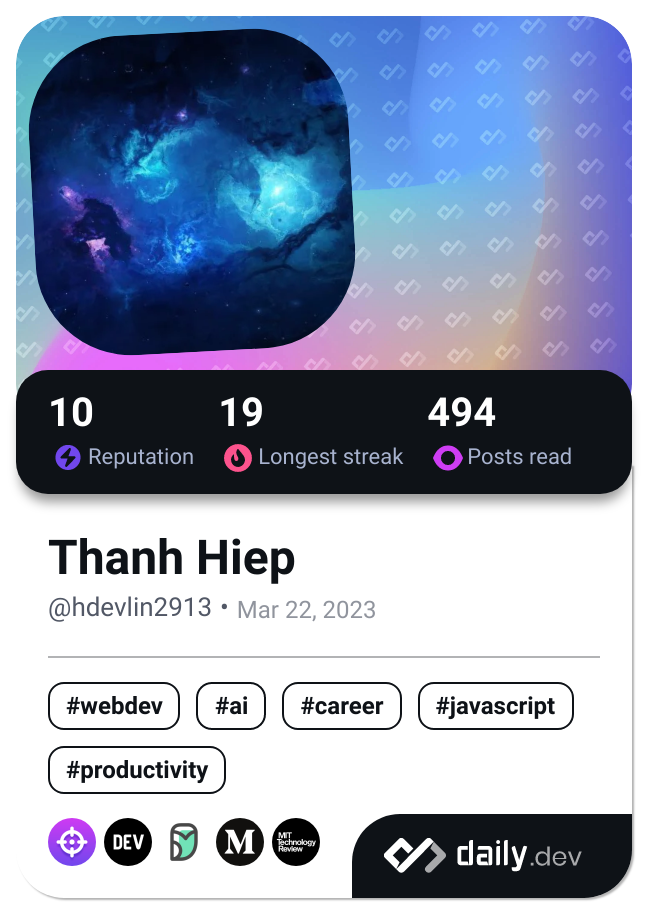 10 19 494
Reputation Longest streak Posts read
Thanh Hiep
@hdevlin2913 • Mar 22, 2023
#webdev #ai #career #javascript
#productivity
DEV M MIT Technology Review
daily.dev